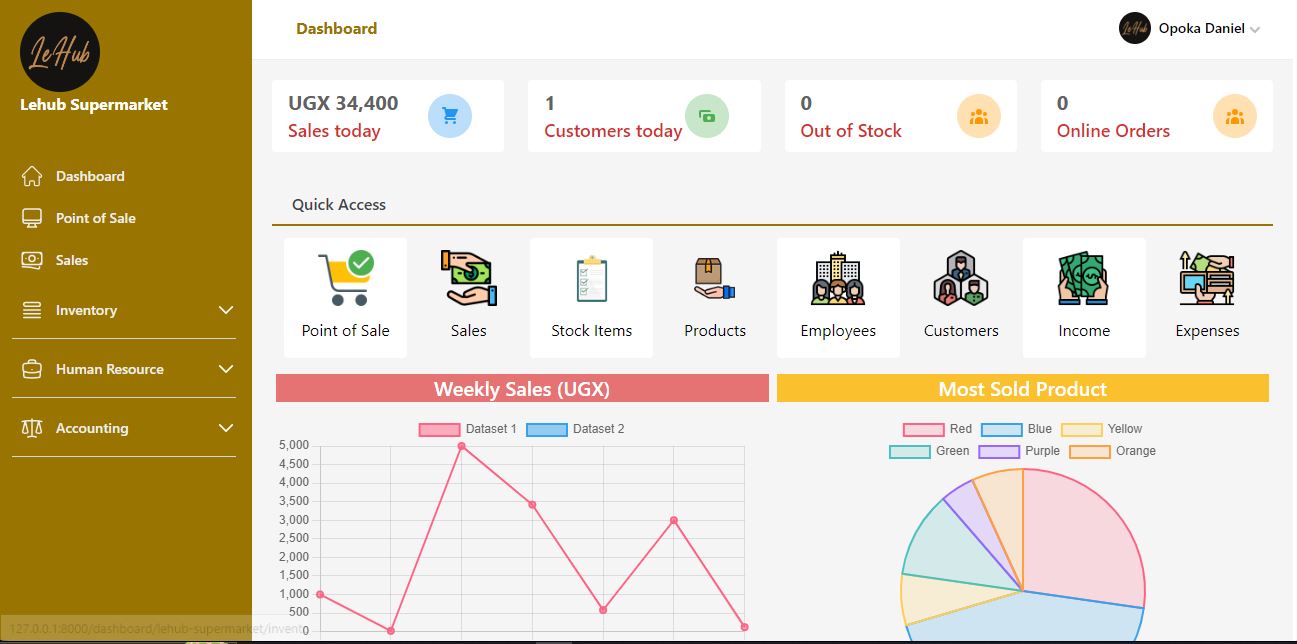 LeHub
Lehub Supermarket
Dashboard
Point of Sale
Sales
Inventory
Human Resource
Accounting
127.0.0.1:8000/dashboard/lehub-supermarket/invent
Dashboard
LeHub
Opoka Daniel
UGX 34,400
Sales today
1
Customers today
0
Out of Stock
0
Online Orders
Quick Access
Point of Sale
Sales
Stock Items
Products
Employees
Customers
Income
Expenses
Weekly Sales (UGX)
Dataset 1 Dataset 2
5,000
4,500
4,000
3,500
3,000
2,500
2,000
1,500
1,000
500
0
Most Sold Product
Red Blue Yellow
Green Purple Orange